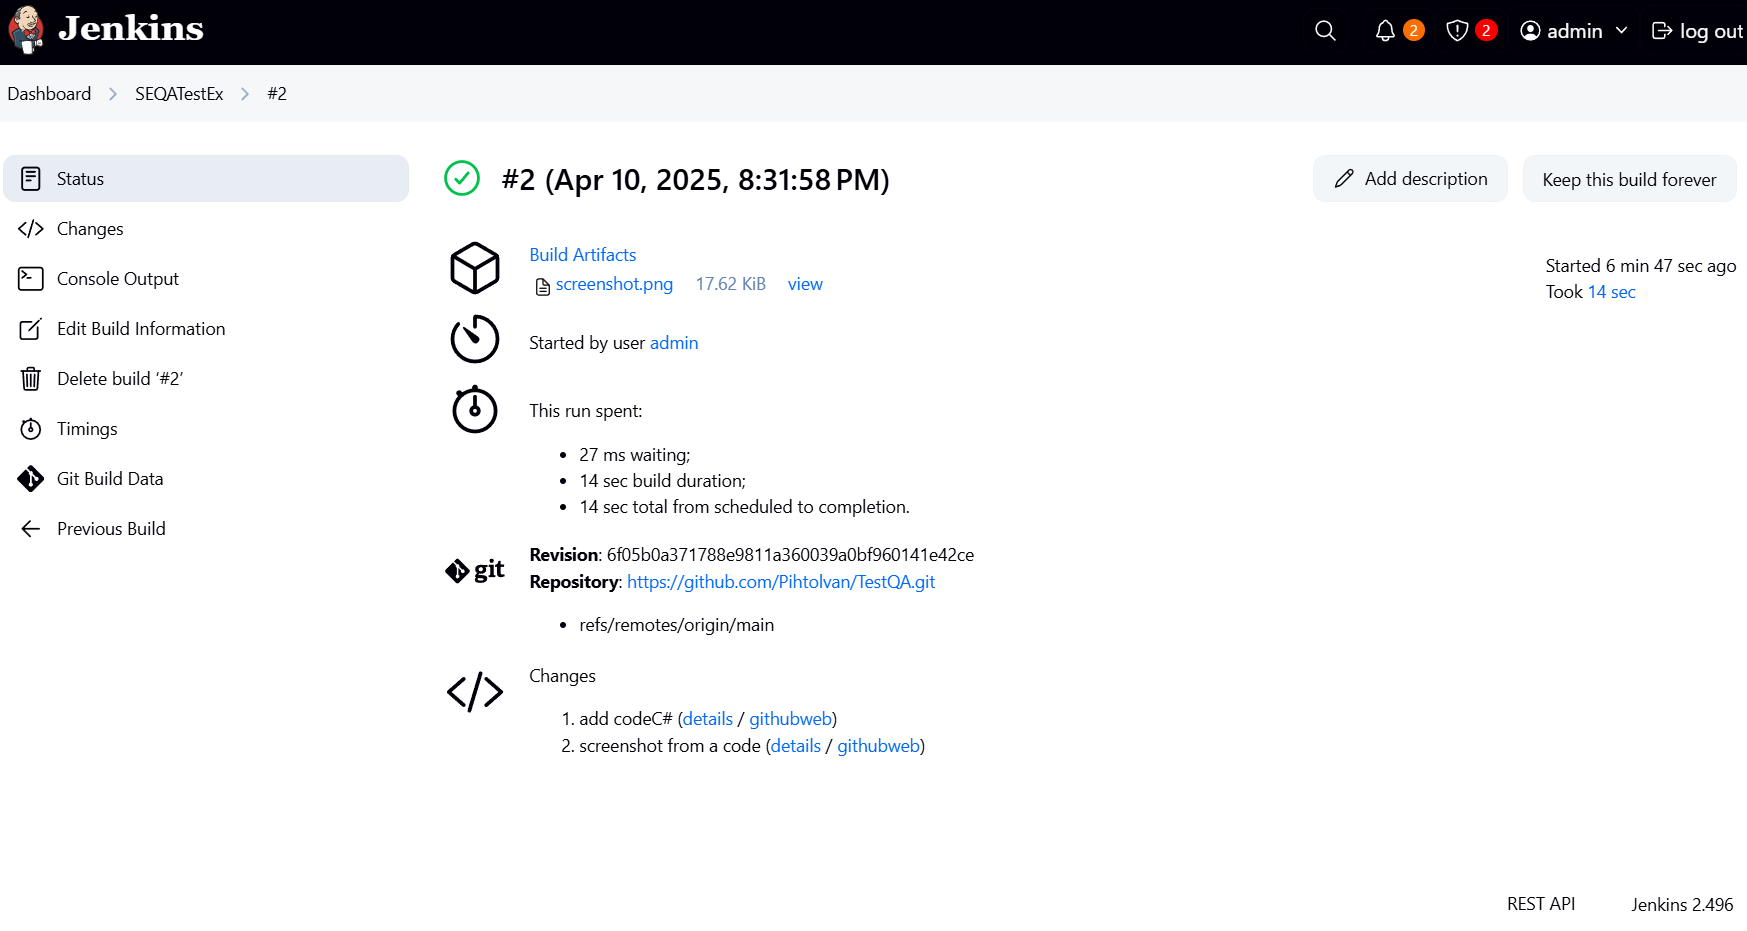 Jenkins
2
2
admin
log out
Dashboard
SEQATestEx
#2
Status
Changes
Console Output
Edit Build Information
Delete build ‘#2’
Timings
Git Build Data
Previous Build
#2 (Apr 10, 2025, 8:31:58 PM)
Add description
Keep this build forever
Build Artifacts
screenshot.png 17.62 KiB view
Started 6 min 47 sec ago
Took 14 sec
Started by user admin
This run spent:
27 ms waiting;
14 sec build duration;
14 sec total from scheduled to completion.
git
Revision: 6f05b0a371788e9811a360039a0bf960141e42ce
Repository: https://github.com/Pihtolvan/TestQA.git
refs/remotes/origin/main
Changes
1. add codeC# (details / githubweb)
2. screenshot from a code (details / githubweb)
REST API
Jenkins 2.496